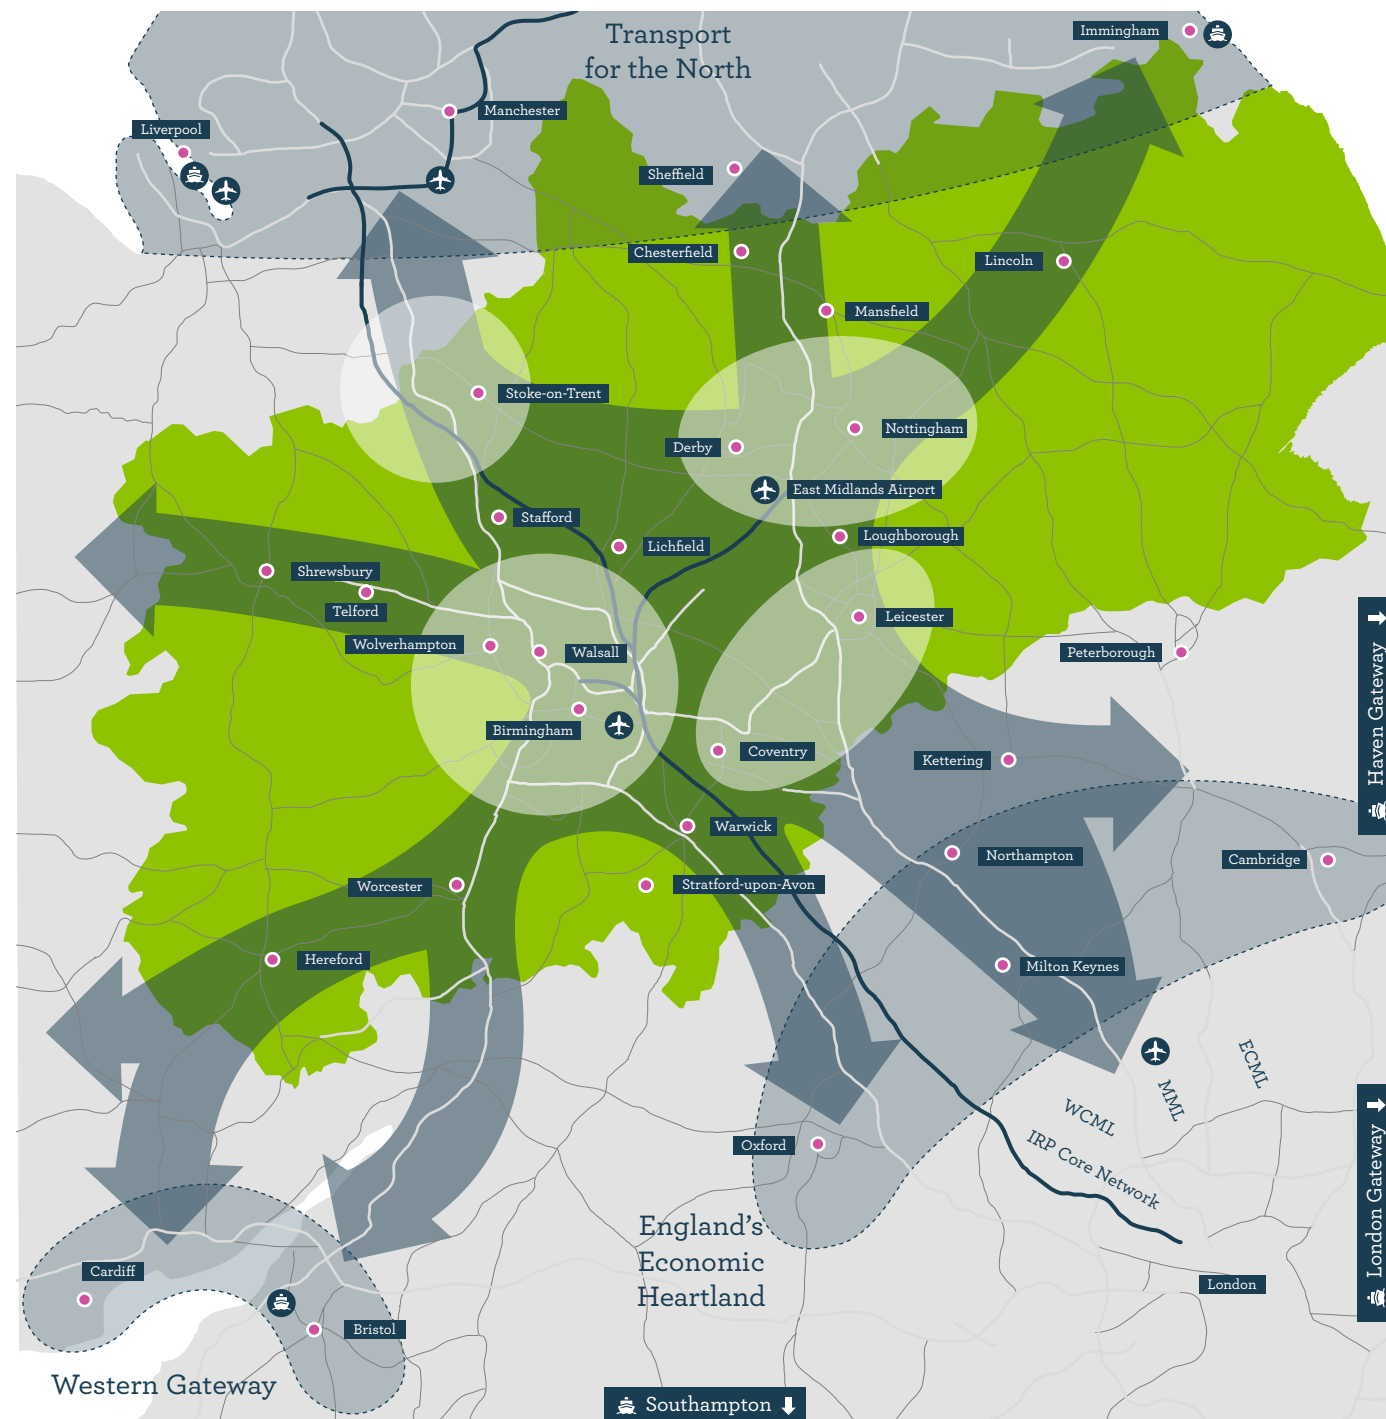 Transport
for the North
Immingham
Manchester
Liverpool
Sheffield
Chesterfield
Lincoln
Mansfield
Stoke-on-Trent
Nottingham
Derby
East Midlands Airport
Stafford
Loughborough
Lichfield
Shrewsbury
Telford
Leicester
Wolverhampton
Walsall
Peterborough
Haven Gateway
Birmingham
Coventry
Kettering
Warwick
Northampton
Cambridge
Worcester
Stratford-upon-Avon
Hereford
Milton Keynes
ECML
MML
WCML
IRP Core Network
Oxford
London Gateway
England's
Economic
Heartland
Cardiff
London
Bristol
Western Gateway
Southampton